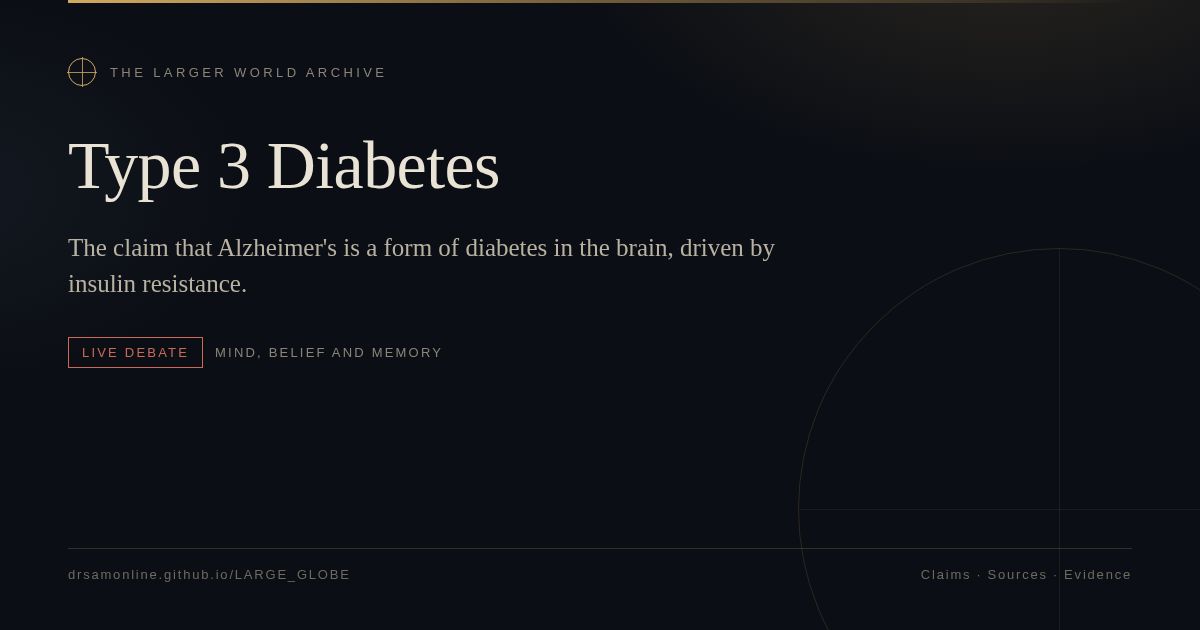 THE LARGER WORLD ARCHIVE
Type 3 Diabetes
The claim that Alzheimer's is a form of diabetes in the brain, driven by
insulin resistance.
LIVE DEBATE MIND, BELIEF AND MEMORY
drsamonline.github.io/LARGE_GLOBE Claims · Sources · Evidence